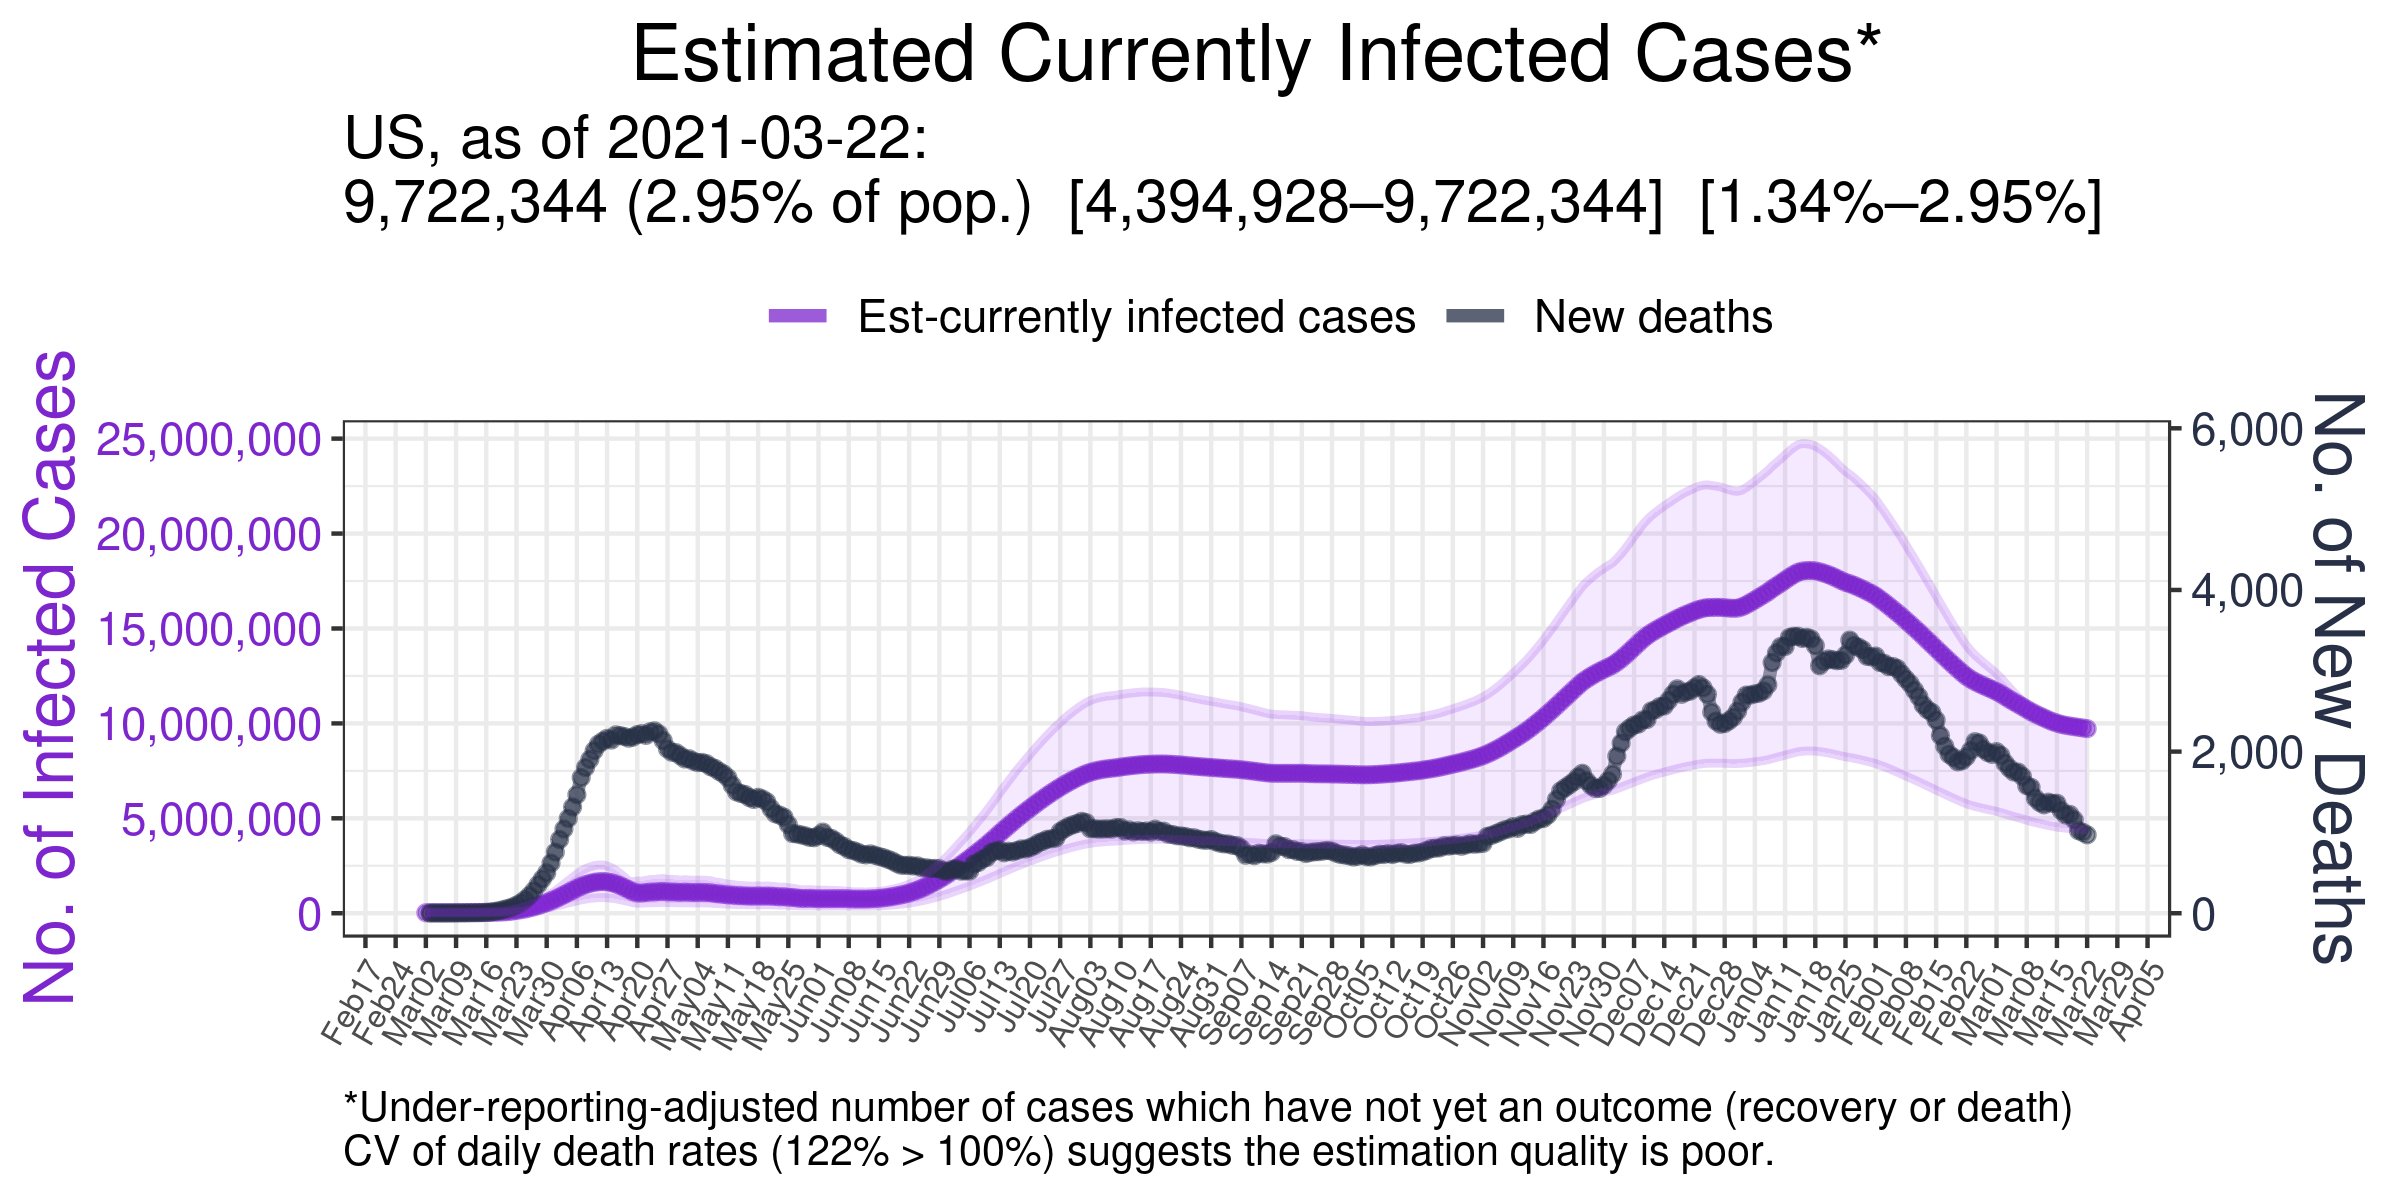 Estimated Currently Infected Cases*
US, as of 2021-03-22:
9,722,344 (2.95% of pop.)  [4,394,928–9,722,344]  [1.34%–2.95%]
Est-currently infected cases
New deaths
No. of Infected Cases
25,000,000
20,000,000
15,000,000
10,000,000
5,000,000
0
6,000
4,000
2,000
0
No. of New Deaths
Feb17
Feb24
Mar02
Mar09
Mar16
Mar23
Mar30
Apr06
Apr13
Apr20
Apr27
May04
May11
May18
May25
Jun01
Jun08
Jun15
Jun22
Jun29
Jul06
Jul13
Jul20
Jul27
Aug03
Aug10
Aug17
Aug24
Aug31
Sep07
Sep14
Sep21
Sep28
Oct05
Oct12
Oct19
Oct26
Nov02
Nov09
Nov16
Nov23
Nov30
Dec07
Dec14
Dec21
Dec28
Jan04
Jan11
Jan18
Jan25
Feb01
Feb08
Feb15
Feb22
Mar01
Mar08
Mar15
Mar22
Mar29
Apr05
*Under-reporting-adjusted number of cases which have not yet an outcome (recovery or death)
CV of daily death rates (122% > 100%) suggests the estimation quality is poor.